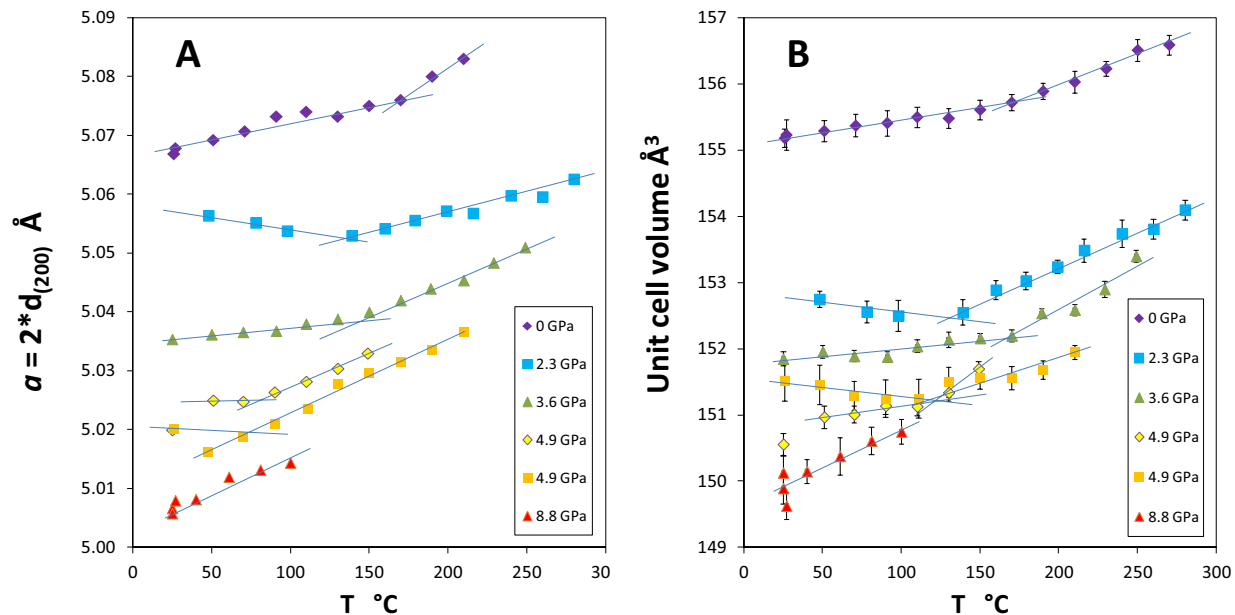 A
5.09
5.08
5.07
5.06
5.05
5.04
5.03
5.02
5.01
5.00
a = 2*d(200) Å
0 50 100 150 200 250 30
T °C
0 GPa
2.3 GPa
3.6 GPa
4.9 GPa
4.9 GPa
8.8 GPa
B
157
156
155
154
153
152
151
150
149
Unit cell volume Å³
0 50 100 150 200 250 300
T °C
0 GPa
2.3 GPa
3.6 GPa
4.9 GPa
4.9 GPa
8.8 GPa